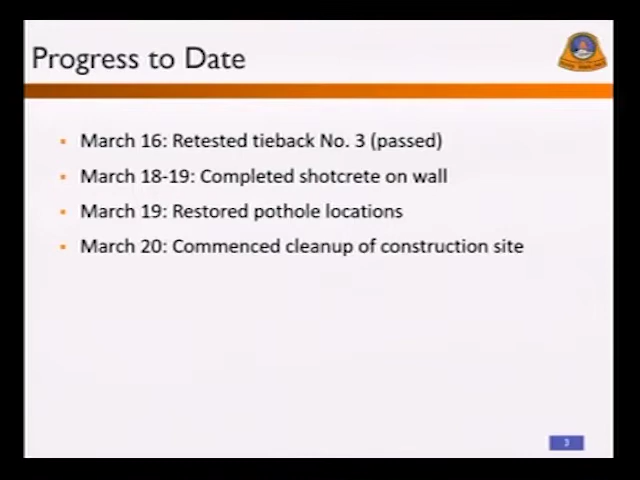 Progress to Date
March 16: Retested tieback No. 3 (passed)
March 18-19: Completed shotcrete on wall
March 19: Restored pothole locations
March 20: Commenced cleanup of construction site
3